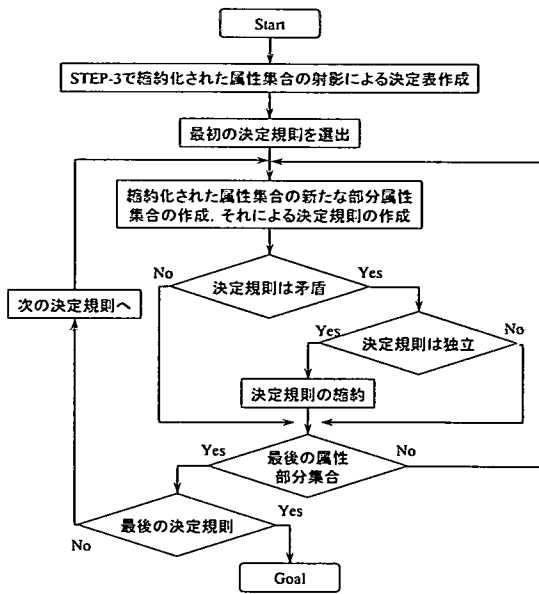 Start
STEP-3で縮約化された属性集合の射影による決定表作成
最初の決定規則を選出
縮約化された属性集合の新たな部分属性
集合の作成, それによる決定規則の作成
No
Yes
決定規則は矛盾
次の決定規則へ
Yes
No
決定規則は独立
決定規則の縮約
Yes
最後の属性
部分集合
No
最後の決定規則
Yes
No
Goal